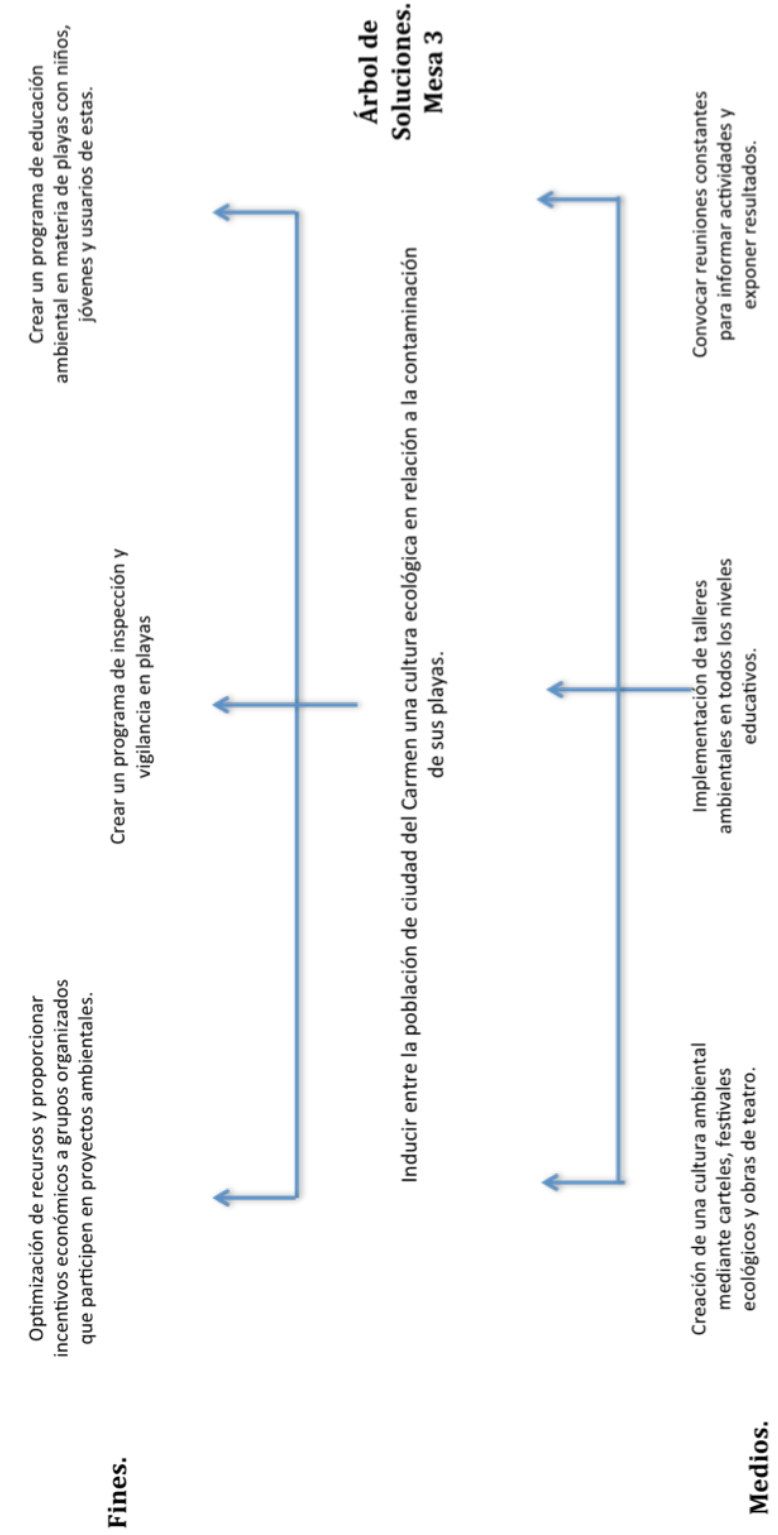 Árbol de
Soluciones.
Mesa 3
Fines.
Optimización de recursos y proporcionar
incentivos económicos a grupos organizados
que participen en proyectos ambientales.
Crear un programa de inspección y
vigilancia en playas
Crear un programa de educación
ambiental en materia de playas con niños,
jóvenes y usuarios de estas.
Inducir entre la población de ciudad del Carmen una cultura ecológica en relación a la contaminación
de sus playas.
Medios.
Creación de una cultura ambiental
mediante carteles, festivales
ecológicos y obras de teatro.
Implementación de talleres
ambientales en todos los niveles
educativos.
Convocar reuniones constantes
para informar actividades y
exponer resultados.